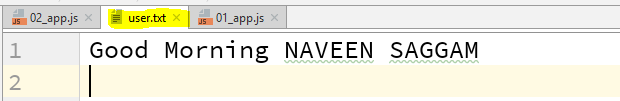 02_app.js user.txt 01_app.js
1 Good Morning NAVEEN SAGGAM
2